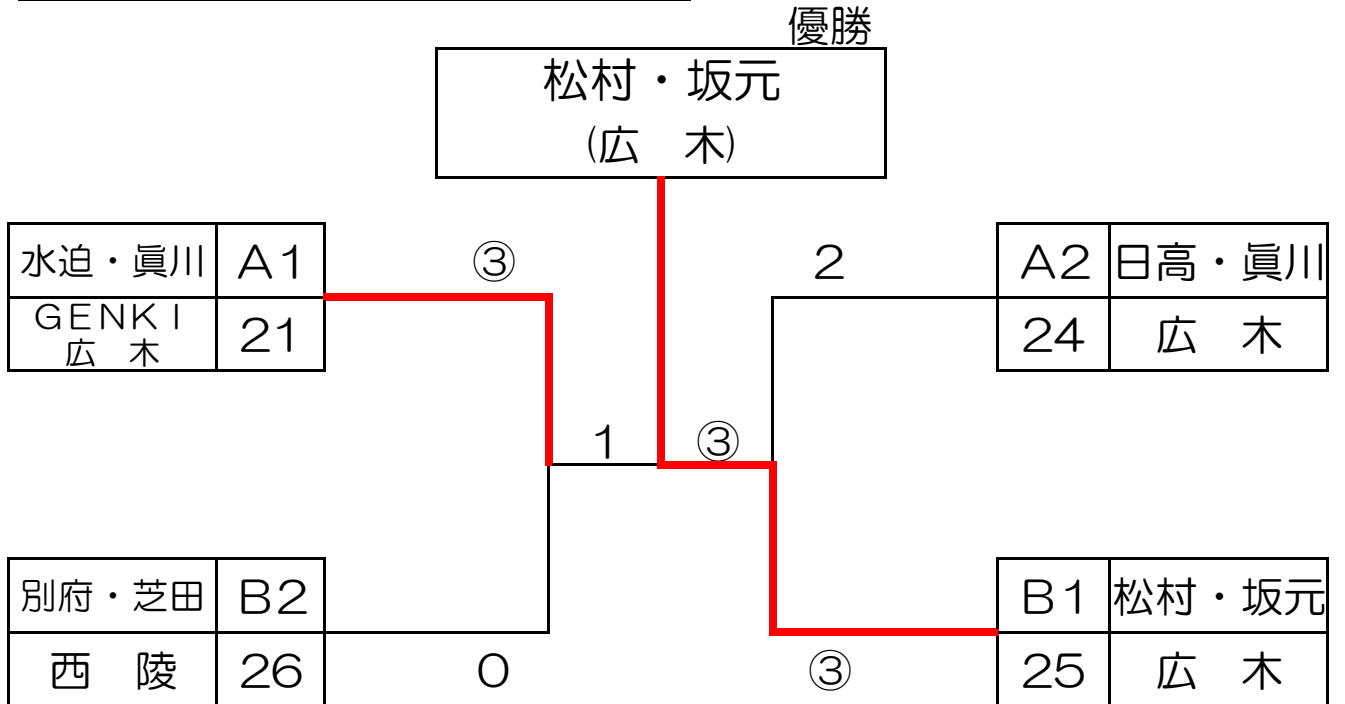 優勝
松村・坂元
(広　木)
水迫・眞川 A1 ③ 2 A2 日高・眞川
GENKI
広　木 21 24 広　木
1 ③
別府・芝田 B2 B1 松村・坂元
西　陵 26 0 ③ 25 広　木